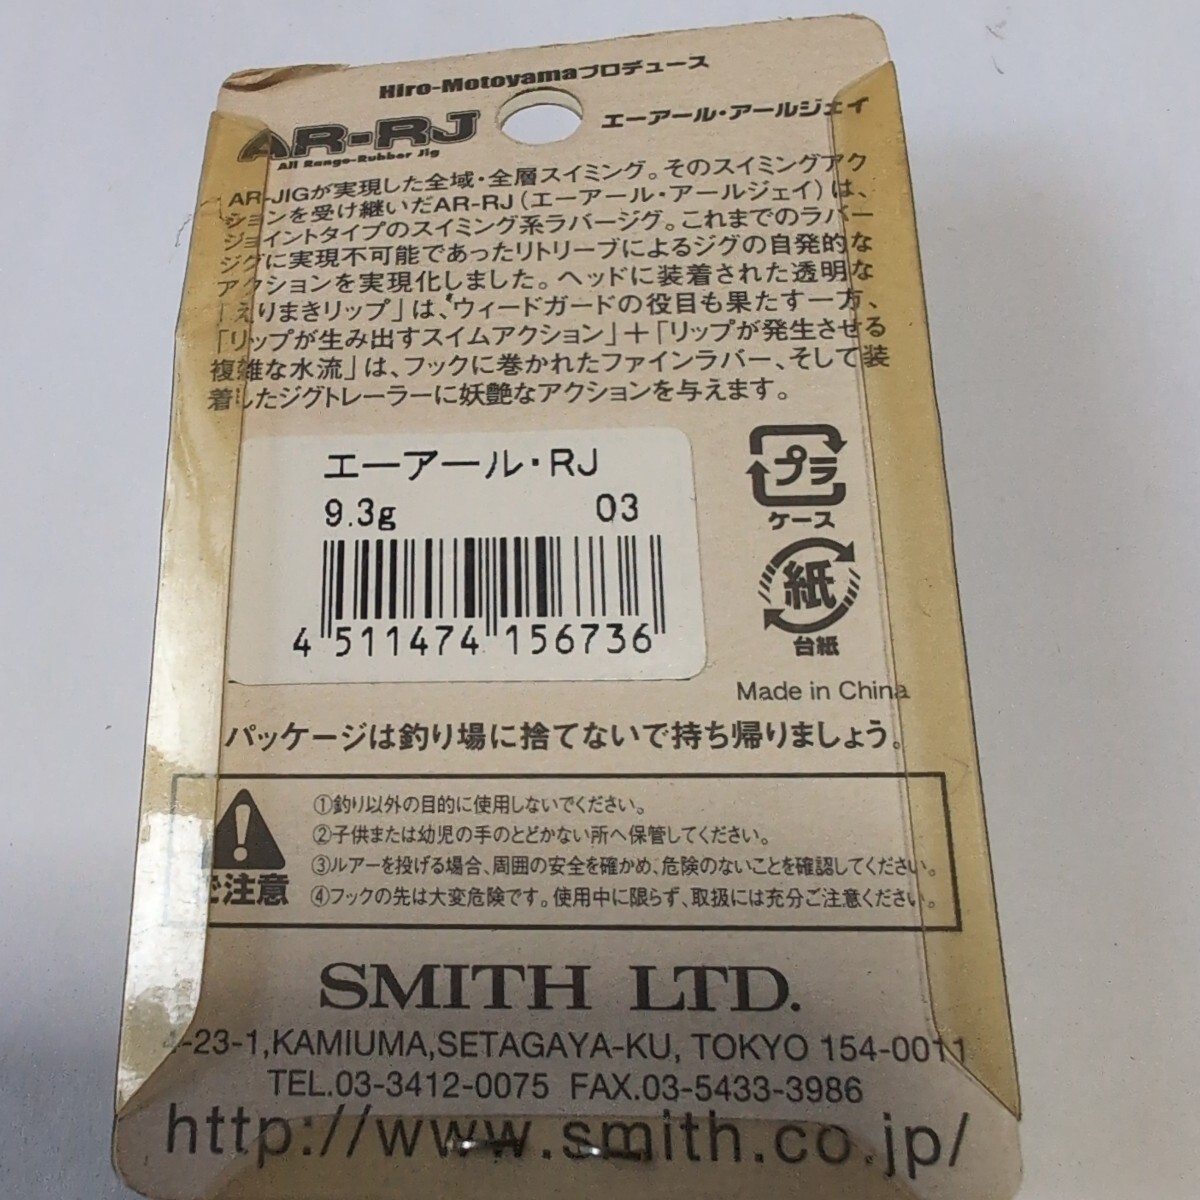 Hiro-Motoyamaプロデュース
AR-RJ
エーアール・アールジェイ
All Range-Rubber Jig
AR-JIGが実現した全域・全層スイミング。そのスイミングアク
ションを受け継いだAR-RJ(エーアール・アールジェイ)は、
ジョイントタイプのスイミング系ラバージグ。これまでのラバー
ジグに実現不可能であったリトリーブによるジグの自発的な
アクションを実現化しました。ヘッドに装着された透明な
「えりまきリップ」は、ウィードガードの役目も果たす一方、
「リップが生み出すスイムアクション」+「リップが発生させる
複雑な水流」は、フックに巻かれたファインラバー、そして装
着したジグトレーラーに妖艶なアクションを与えます。
エーアール・RJ
9.3g 03
4 511474 156736
プラ
ケース
紙
台紙
Made in China
パッケージは釣り場に捨てないで持ち帰りましょう。
ご注意
①釣り以外の目的に使用しないでください。
②子供または幼児の手のとどかない所へ保管してください。
③ルアーを投げる場合、周囲の安全を確かめ、危険のないことを確認してください。
④フックの先は大変危険です。使用中に限らず、取扱には充分ご注意ください。
SMITH LTD.
4-23-1,KAMIUMA,SETAGAYA-KU, TOKYO 154-0011
TEL.03-3412-0075 FAX.03-5433-3986
http://www.smith.co.jp/